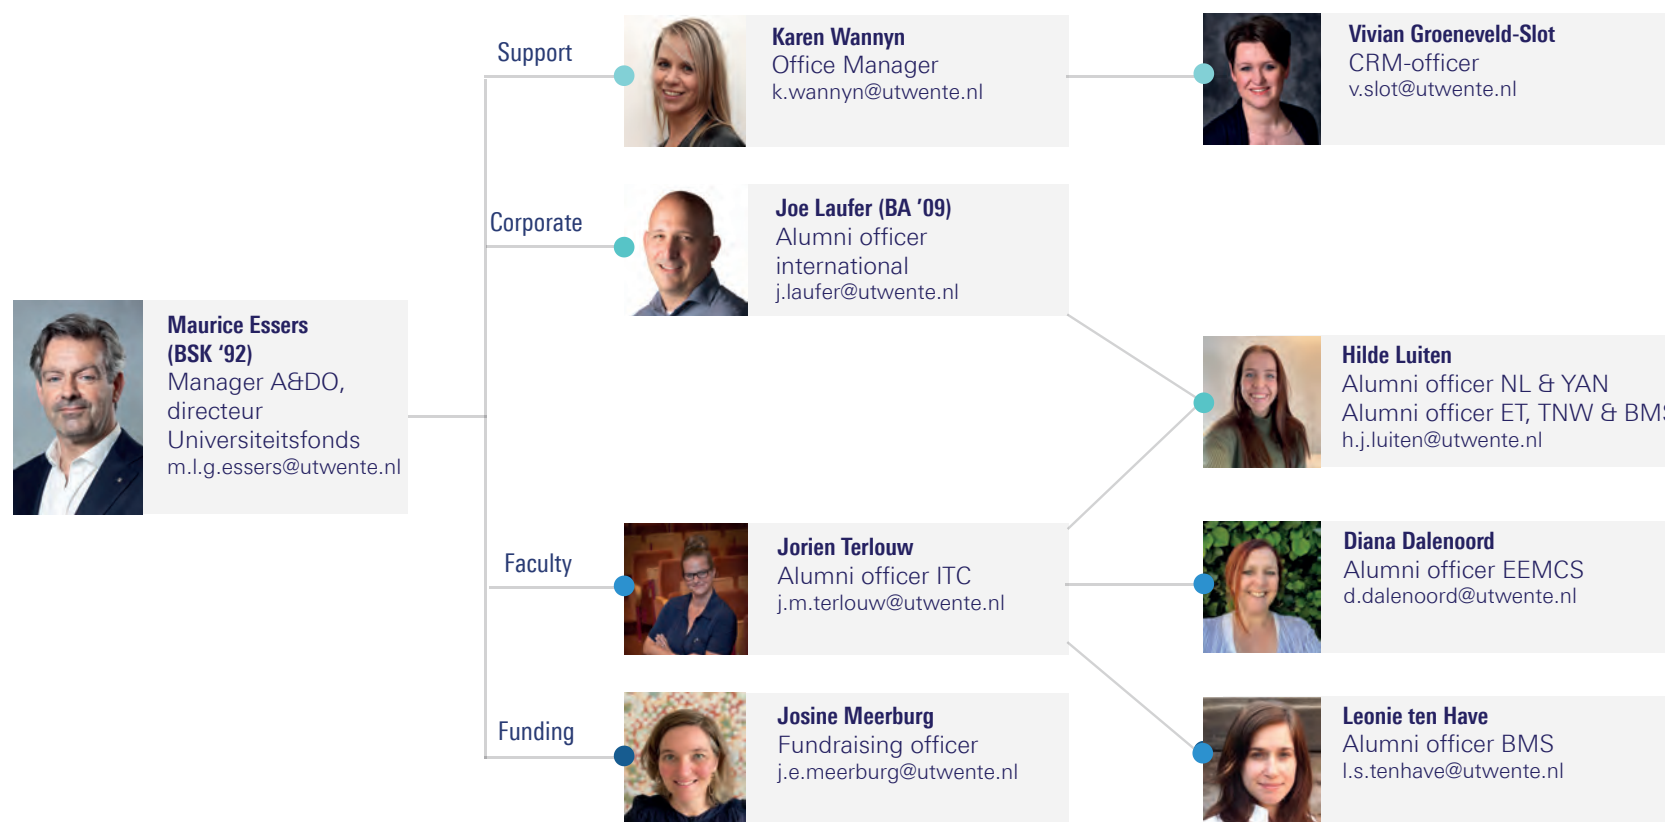 Support
Karen Wannyn
Office Manager
k.wannyn@utwente.nl
Vivian Groeneveld-Slot
CRM-officer
v.slot@utwente.nl
Corporate
Joe Laufer (BA ’09)
Alumni officer
international
j.laufer@utwente.nl
Maurice Essers
(BSK ‘92)
Manager A&DO,
directeur
Universiteitsfonds
m.l.g.essers@utwente.nl
Hilde Luiten
Alumni officer NL & YAN
Alumni officer ET, TNW & BMS
h.j.luiten@utwente.nl
Faculty
Jorien Terlouw
Alumni officer ITC
j.m.terlouw@utwente.nl
Diana Dalenoord
Alumni officer EEMCS
d.dalenoord@utwente.nl
Funding
Josine Meerburg
Fundraising officer
j.e.meerburg@utwente.nl
Leonie ten Have
Alumni officer BMS
l.s.tenhave@utwente.nl